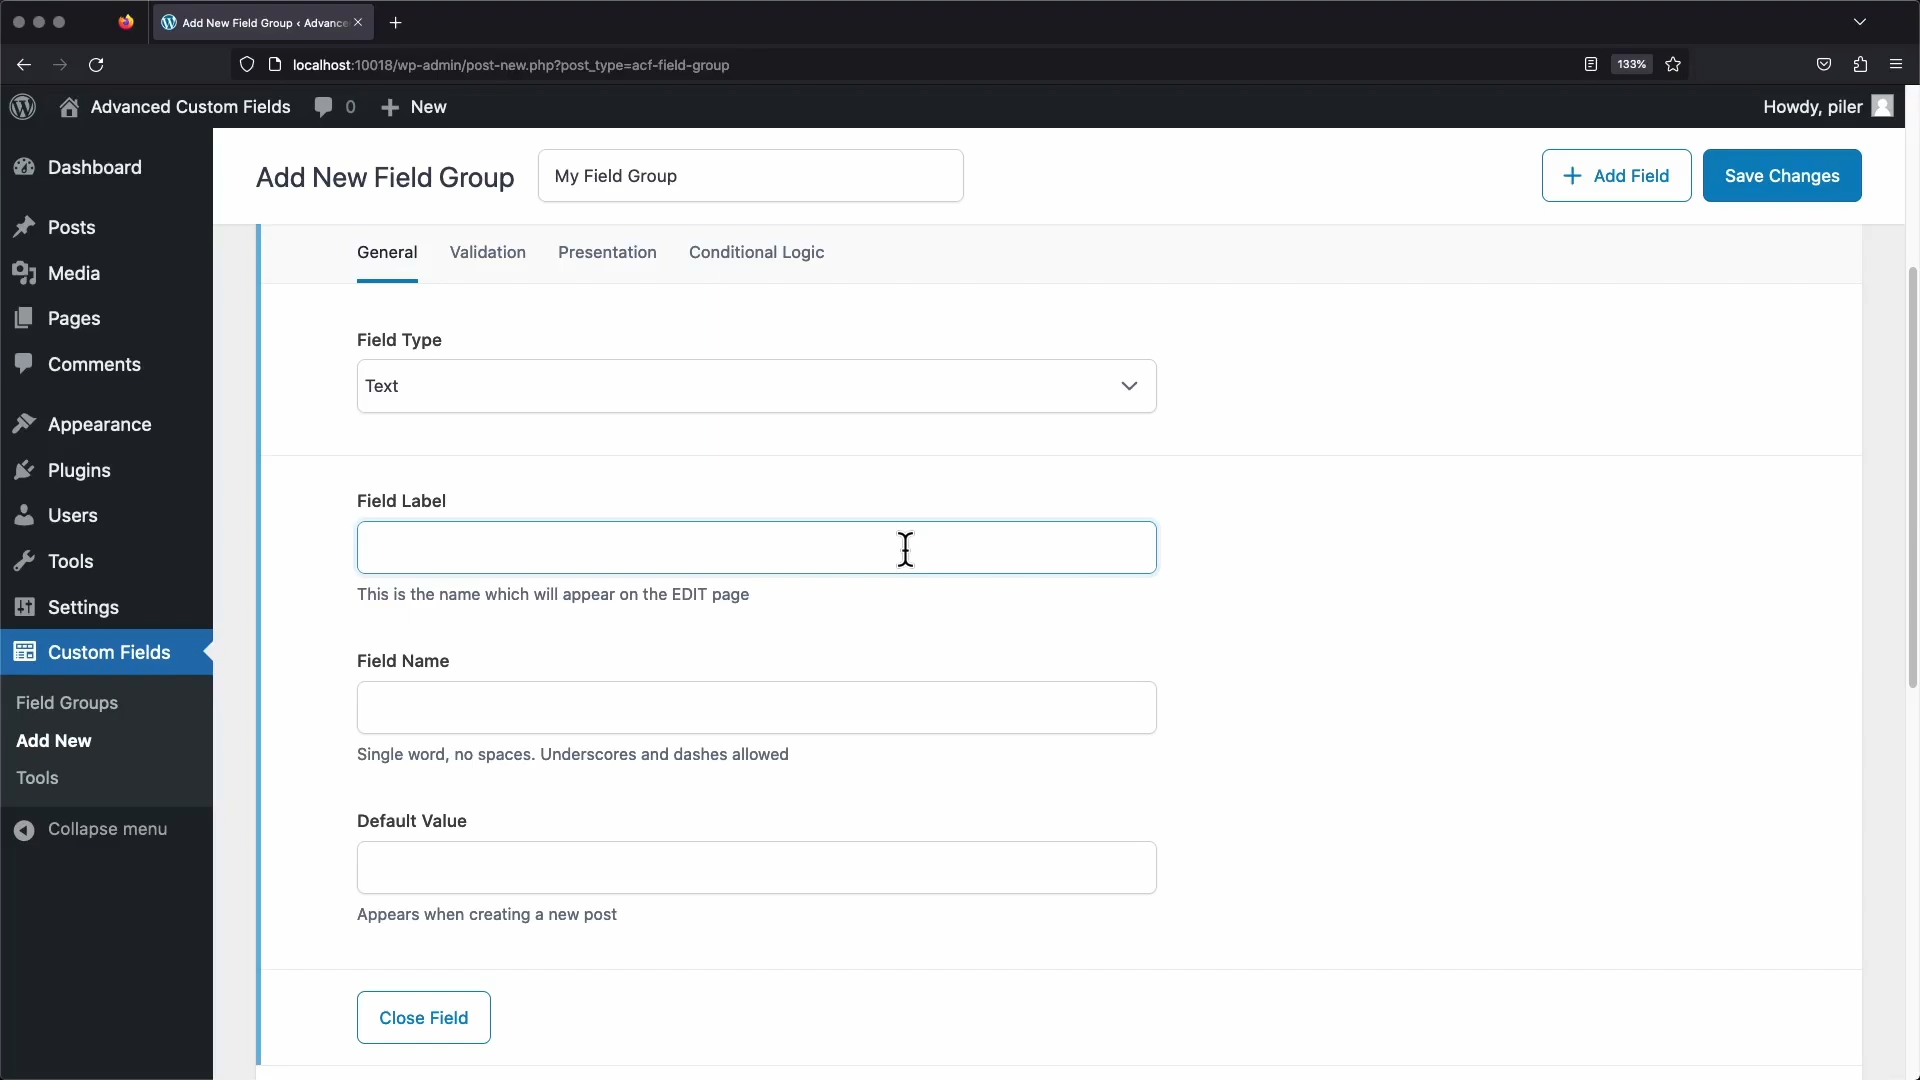 Add New Field Group ‹ Advance
localhost:10018/wp-admin/post-new.php?post_type=acf-field-group
133%
Advanced Custom Fields
0
New
Howdy, piler
Dashboard
Posts
Media
Pages
Comments
Appearance
Plugins
Users
Tools
Settings
Custom Fields
Field Groups
Add New
Tools
Collapse menu
Add New Field Group
My Field Group
Add Field
Save Changes
General
Validation
Presentation
Conditional Logic
Field Type
Text
Field Label
This is the name which will appear on the EDIT page
Field Name
Single word, no spaces. Underscores and dashes allowed
Default Value
Appears when creating a new post
Close Field